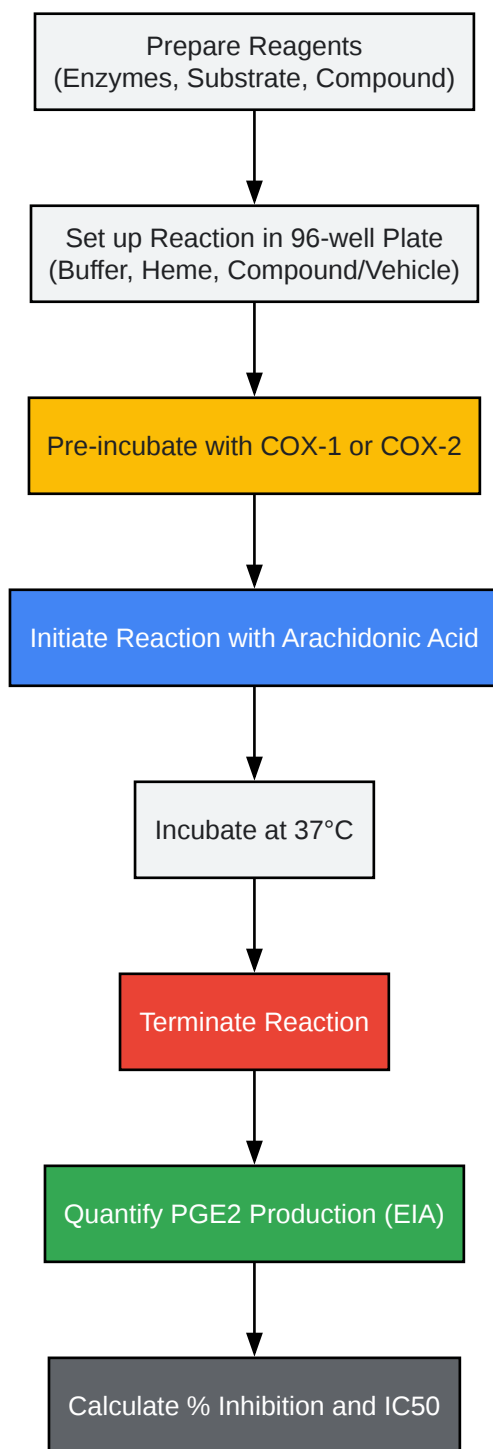 Prepare Reagents
(Enzymes, Substrate, Compound)
Set up Reaction in 96-well Plate
(Buffer, Heme, Compound/Vehicle)
Pre-incubate with COX-1 or COX-2
Initiate Reaction with Arachidonic Acid
Incubate at 37°C
Terminate Reaction
Quantify PGE2 Production (EIA)
Calculate % Inhibition and IC50